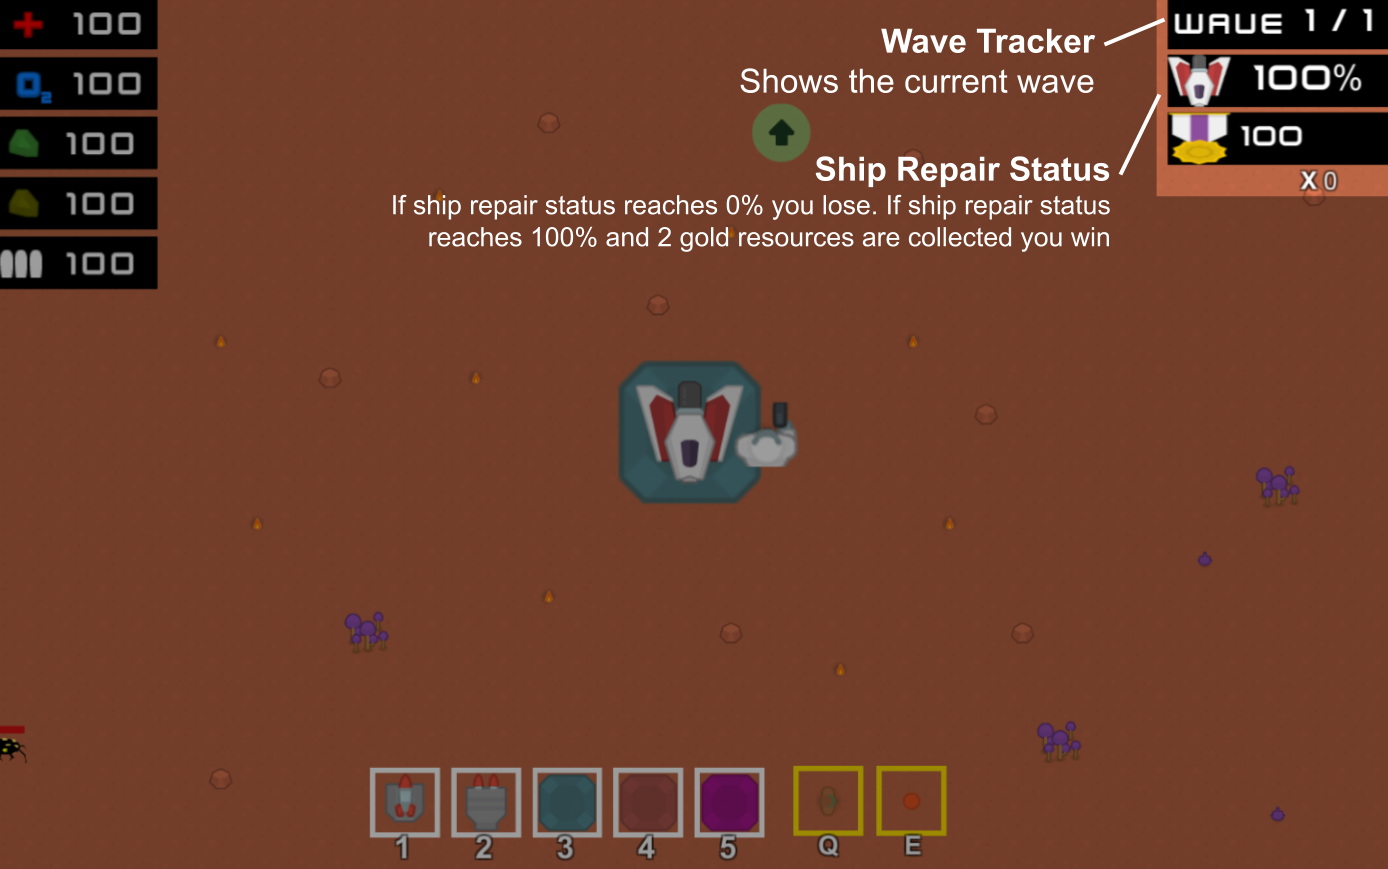 100
O2 100
100
100
100
Wave Tracker
Shows the current wave
WAVE 1 / 1
100%
100
X 0
Ship Repair Status
If ship repair status reaches 0% you lose. If ship repair status
reaches 100% and 2 gold resources are collected you win
1 2 3 4 5 Q E